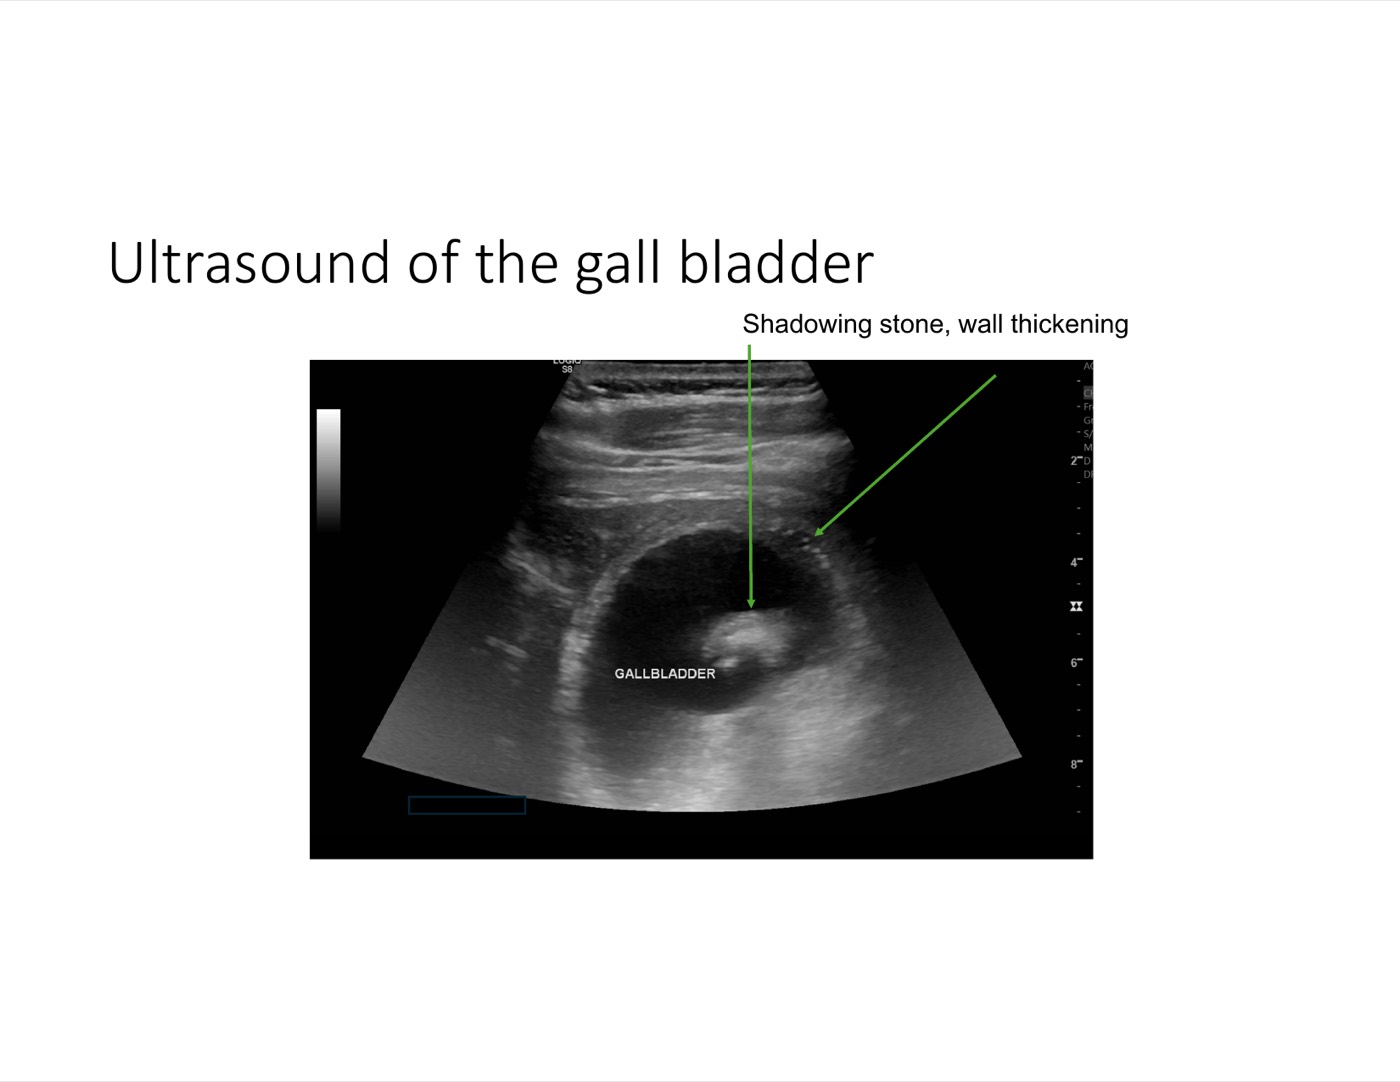 Ultrasound of the gall bladder
Shadowing stone, wall thickening
LOGIQ
S8
2
4
6
8
GALLBLADDER